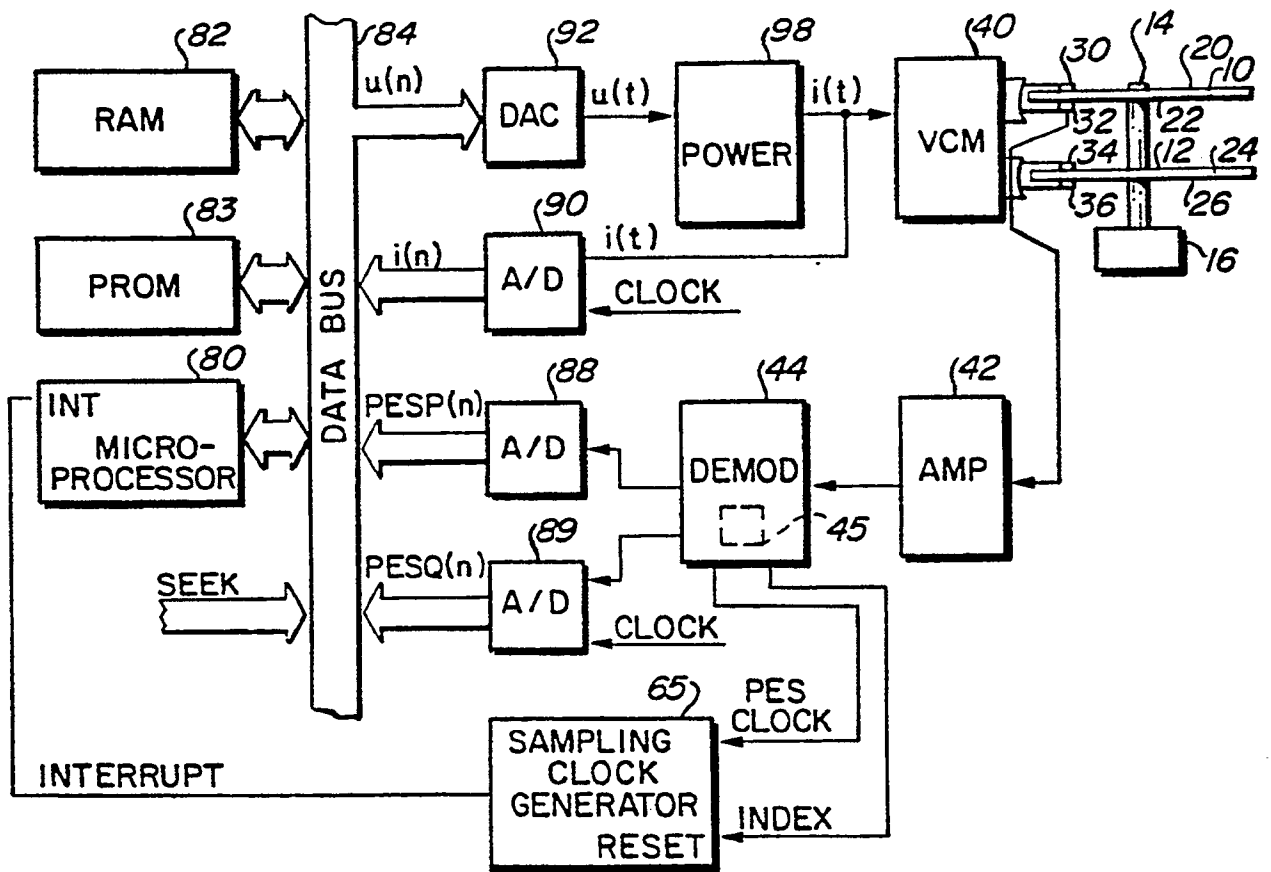 82
RAM
84
u(n)
92
DAC
u(t)
98
POWER
i(t)
40
VCM
14
30
20
10
32
22
34
12
24
36
26
16
83
PROM
DATA BUS
i(n)
90
A/D
i(t)
CLOCK
80
INT
MICRO-
PROCESSOR
PESP(n)
88
A/D
44
DEMOD
45
42
AMP
SEEK
PESQ(n)
89
A/D
CLOCK
65
SAMPLING
CLOCK
GENERATOR
RESET
PES
CLOCK
INDEX
INTERRUPT